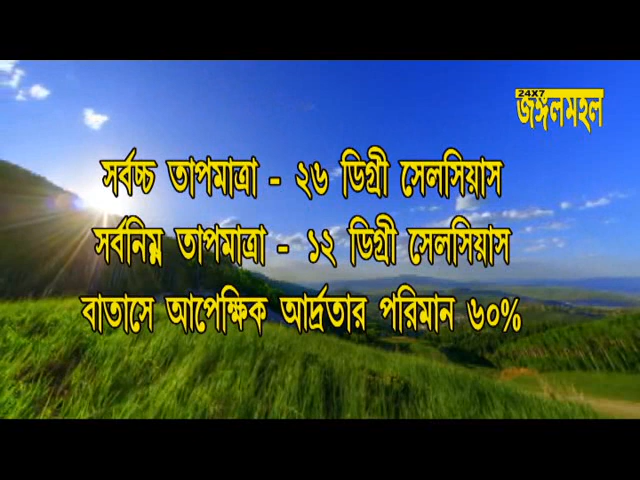 24X7
জঙ্গলমহল
সর্বচ্চ তাপমাত্রা - ২৬ ডিগ্রী সেলসিয়াস
সর্বনিম্ন তাপমাত্রা - ১২ ডিগ্রী সেলসিয়াস
বাতাসে আপেক্ষিক আর্দ্রতার পরিমান ৬০%